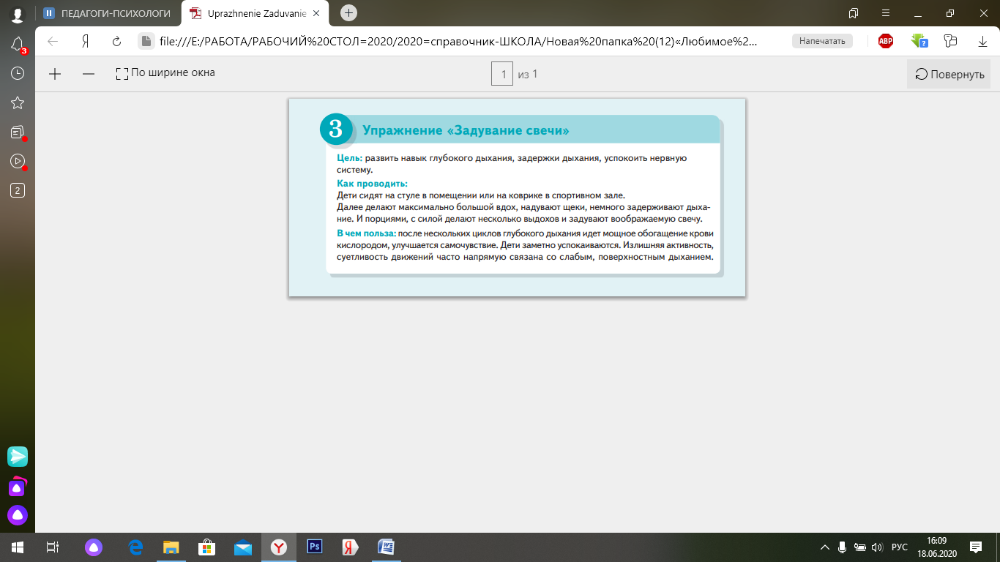 ПЕДАГОГИ-ПСИХОЛОГИ
Uprazhnenie Zaduvanie
file:///E:/РАБОТА/РАБОЧИЙ%20СТОЛ=2020/2020=справочник-ШКОЛА/Новая%20папка%20(12)«Любимое%2...
Напечатать
ABP
3
По ширине окна
1 из 1
Повернуть
2
3 Упражнение «Задувание свечи»
Цель: развить навык глубокого дыхания, задержки дыхания, успокоить нервную
систему.
Как проводить:
Дети сидят на стуле в помещении или на коврике в спортивном зале.
Далее делают максимально большой вдох, надувают щеки, немного задерживают дыха-
ние. И порциями, с силой делают несколько выдохов и задувают воображаемую свечу.
В чем польза: после нескольких циклов глубокого дыхания идет мощное обогащение крови
кислородом, улучшается самочувствие. Дети заметно успокаиваются. Излишняя активность,
суетливость движений часто напрямую связана со слабым, поверхностным дыханием.
Ps
РУС
16:09
18.06.2020